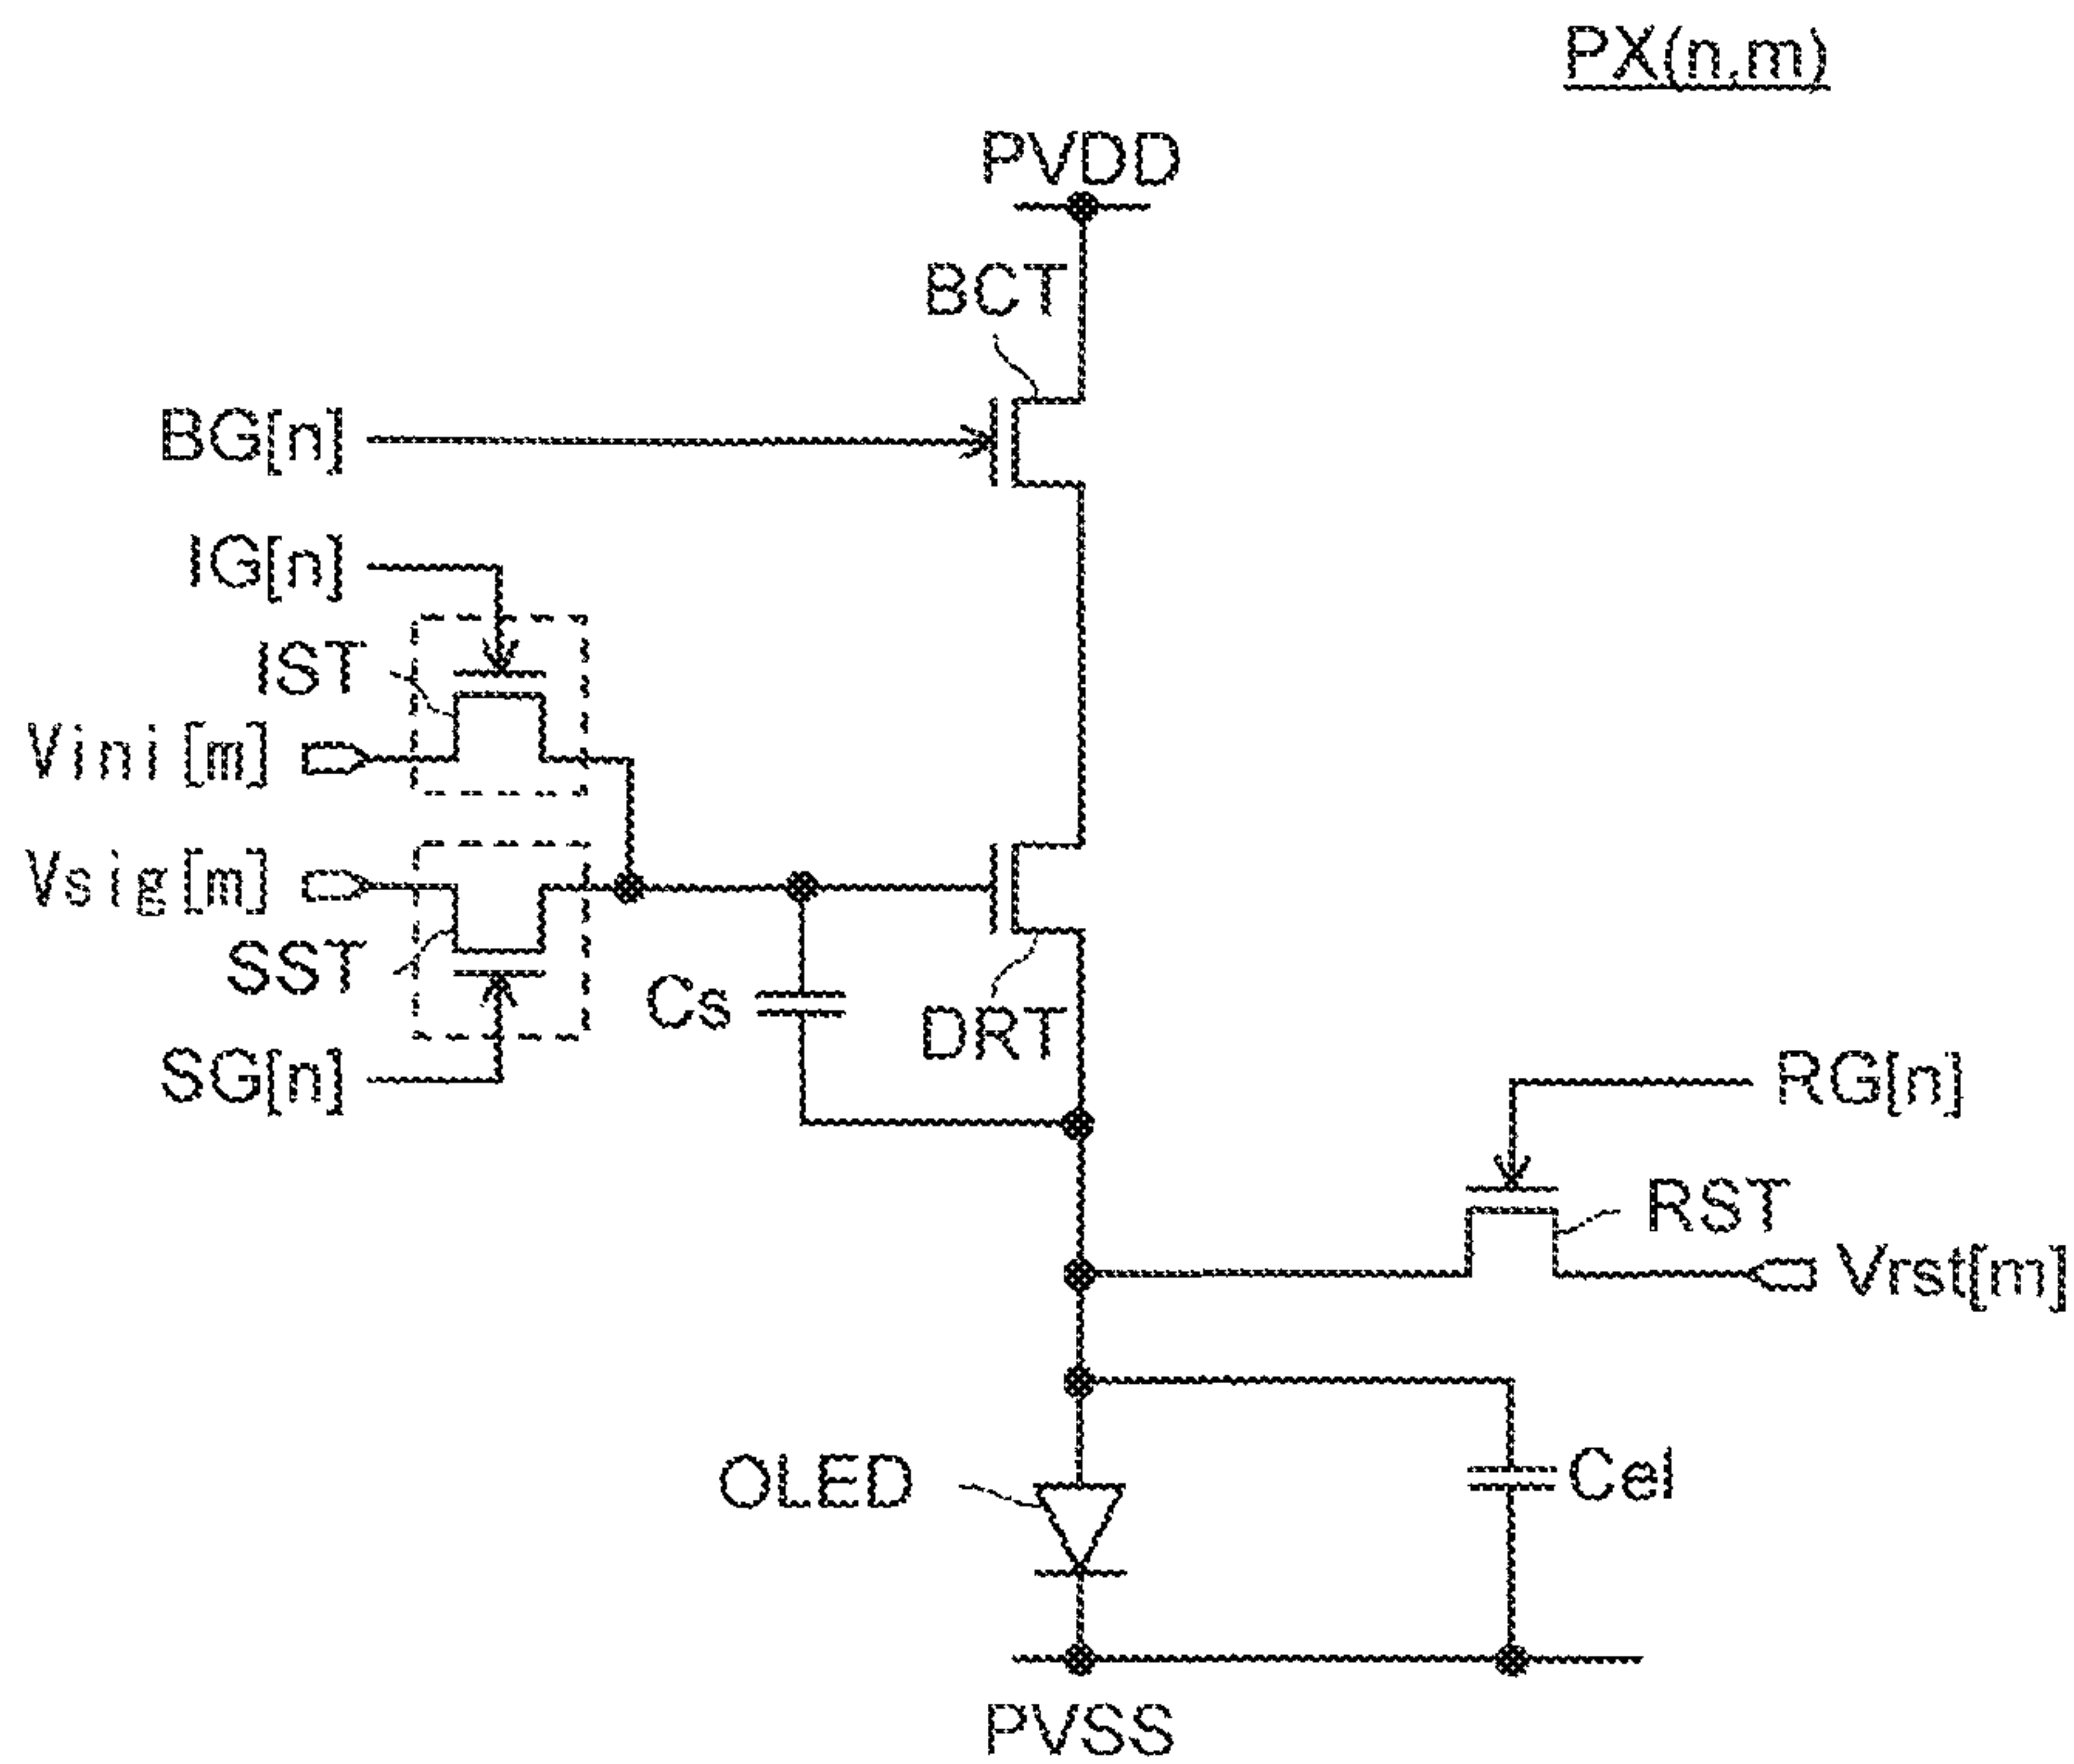 PX(n,m)
PVDD
BCT
BG[n]
IG[n]
IST
Vini[m]
Vsig[m]
SST
Cs
DRT
SG[n]
RG[n]
RST
Vrst[m]
OLED
Cel
PVSS